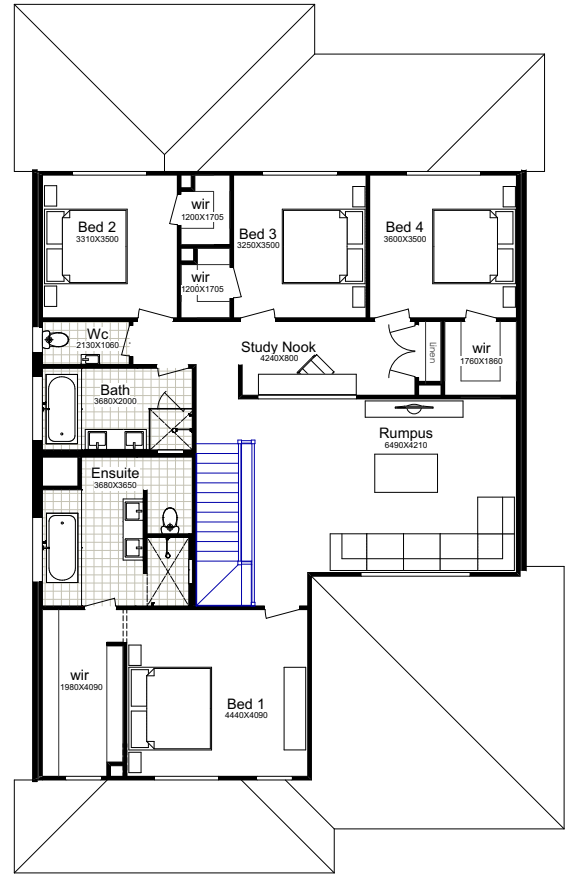 wir
1200X1705
Bed 2
3310X3500
Bed 3
3250X3500
Bed 4
3600X3500
wir
1200X1705
Wc
2130X1060
Study Nook
4240X800
linen
wir
1760X1860
Bath
3680X2000
Rumpus
6490X4210
Ensuite
3680X3650
wir
1980X4090
Bed 1
4440X4090